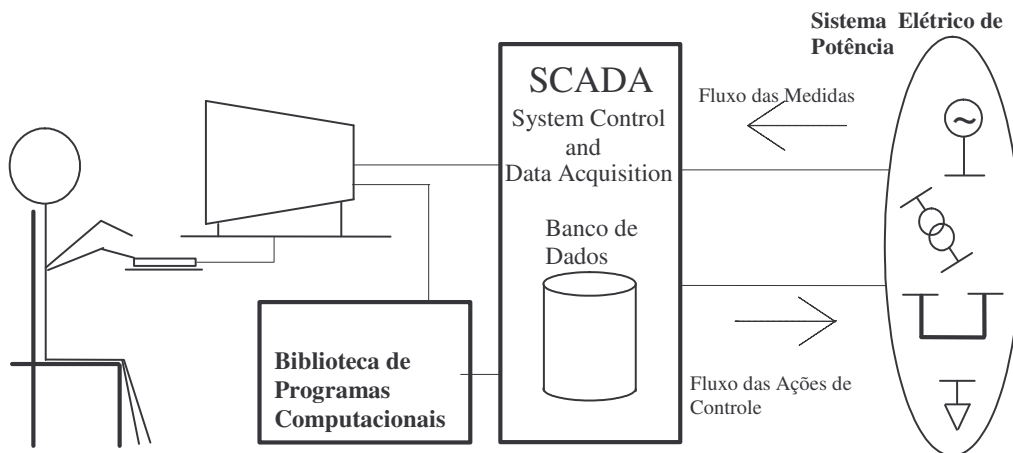 Sistema Elétrico de
Potência
SCADA
System Control
and
Data Acquisition
Fluxo das Medidas
~
Banco de
Dados
Biblioteca de
Programas
Computacionais
Fluxo das Ações de
Controle